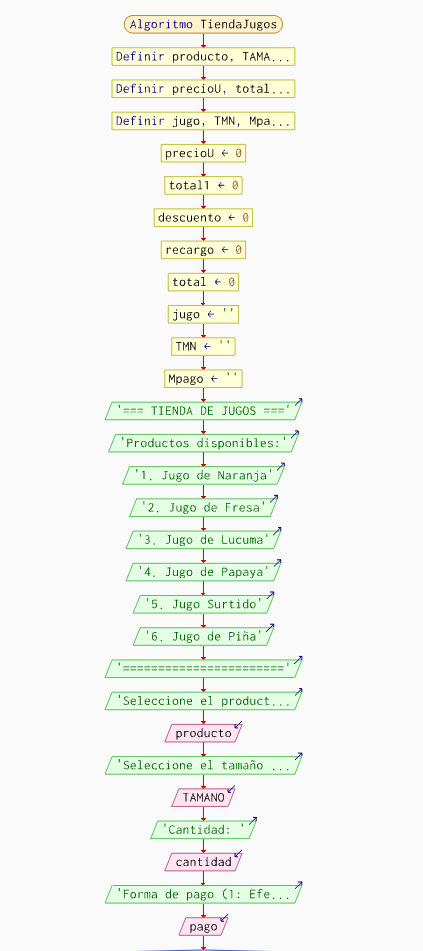 Algoritmo TiendaJugos
Definir producto, TAMA...
Definir precioU, total...
Definir jugo, TMN, Mpa...
precioU ← 0
total1 ← 0
descuento ← 0
recargo ← 0
total ← 0
jugo ← ''
TMN ← ''
Mpago ← ''
'=== TIENDA DE JUGOS ==='
'Productos disponibles:'
'1. Jugo de Naranja'
'2. Jugo de Fresa'
'3. Jugo de Lucuma'
'4. Jugo de Papaya'
'5. Jugo Surtido'
'6. Jugo de Piña'
'======================='
'Seleccione el product...
producto
'Seleccione el tamaño ...
TAMANO
'Cantidad: '
cantidad
'Forma de pago (1: Efe...
pago